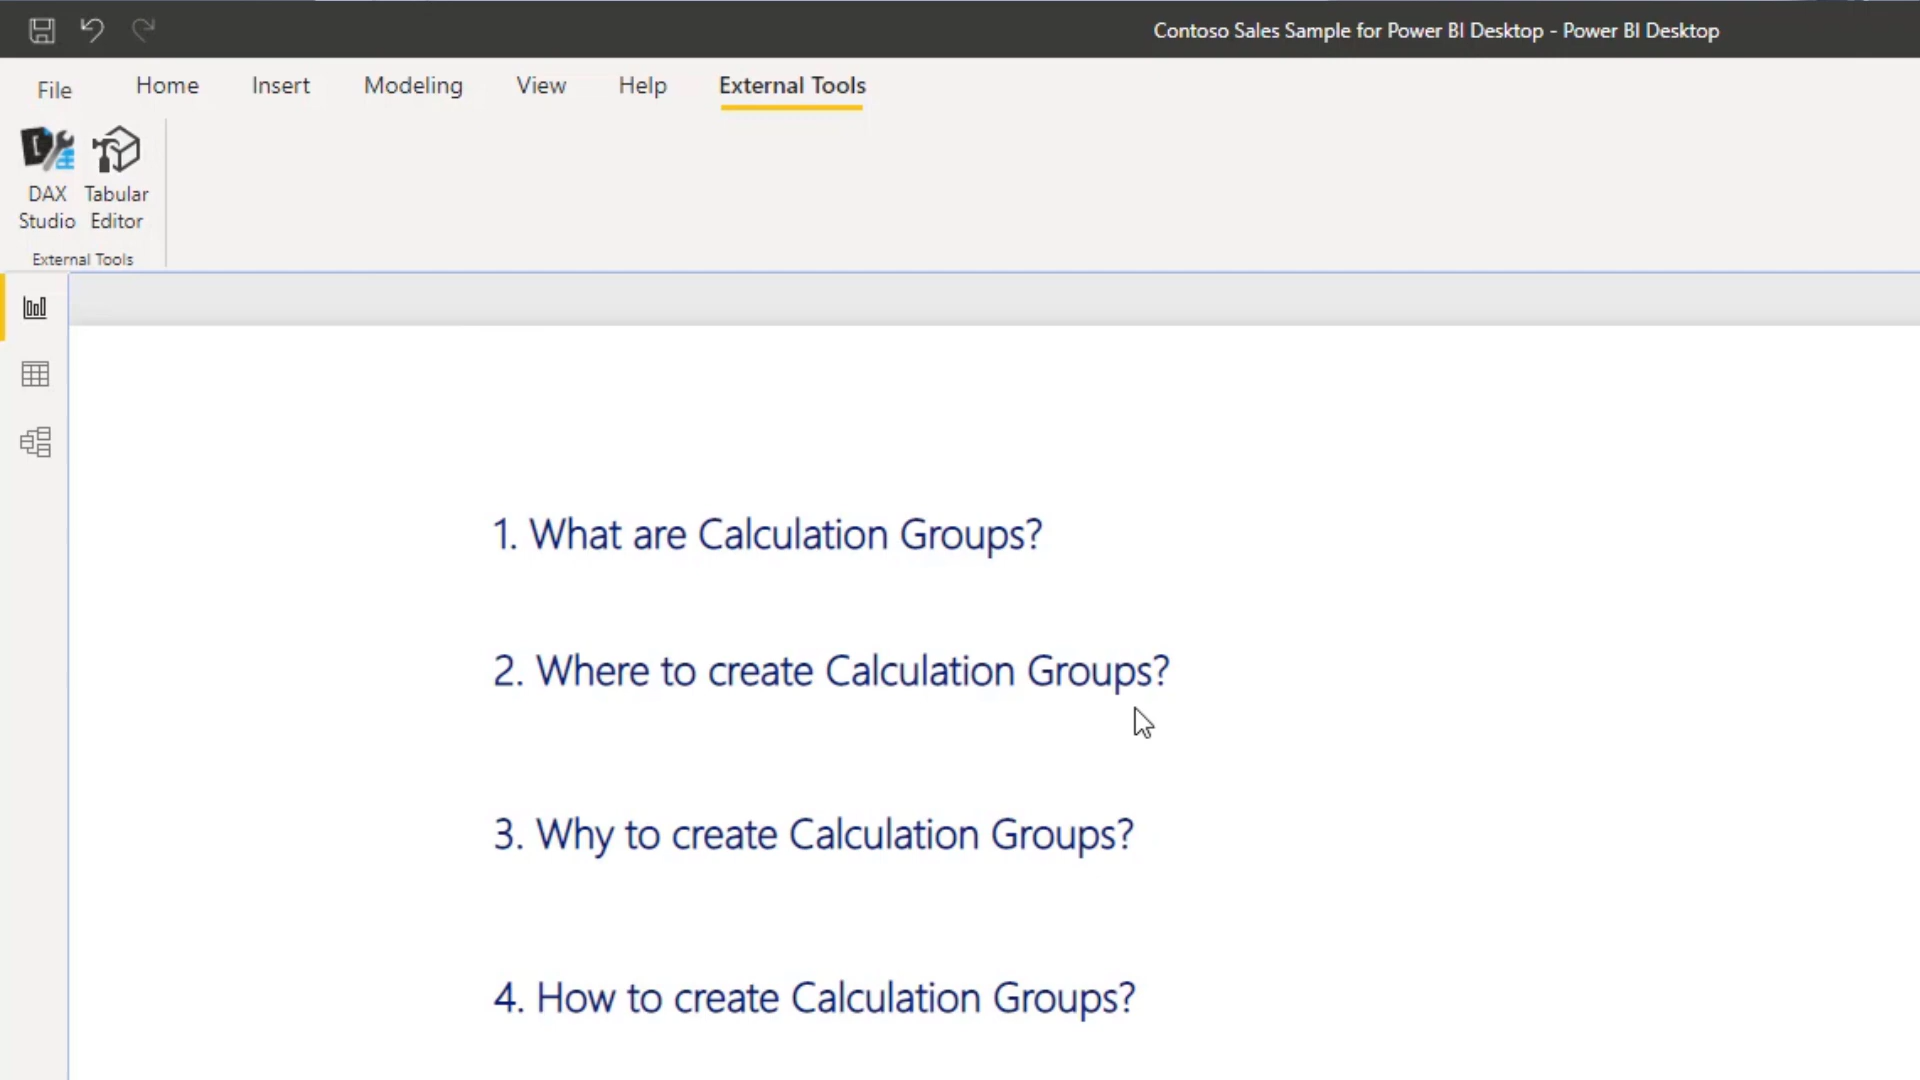 Contoso Sales Sample for Power BI Desktop - Power BI Desktop
File Home Insert Modeling View Help External Tools
DAX Studio
Tabular Editor
External Tools
1. What are Calculation Groups?
2. Where to create Calculation Groups?
3. Why to create Calculation Groups?
4. How to create Calculation Groups?